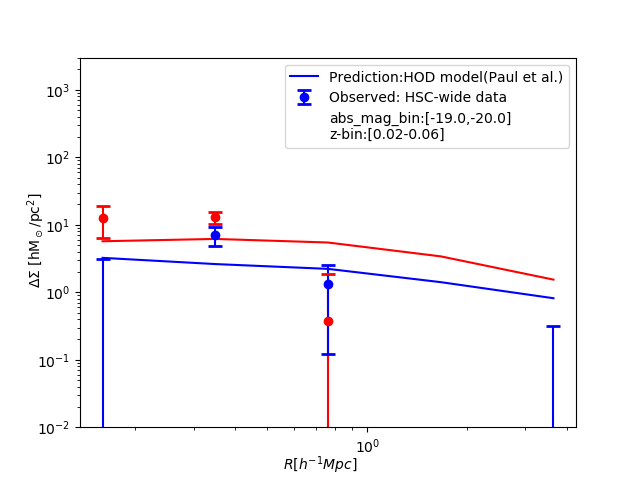 Prediction:HOD model(Paul et al.)
Observed: HSC-wide data
abs_mag_bin:[-19.0,-20.0]
z-bin:[0.02-0.06]
ΔΣ [hM⊙/pc²]
10³
10²
10¹
10⁰
10⁻¹
10⁻²
10⁰
R[h⁻¹Mpc]